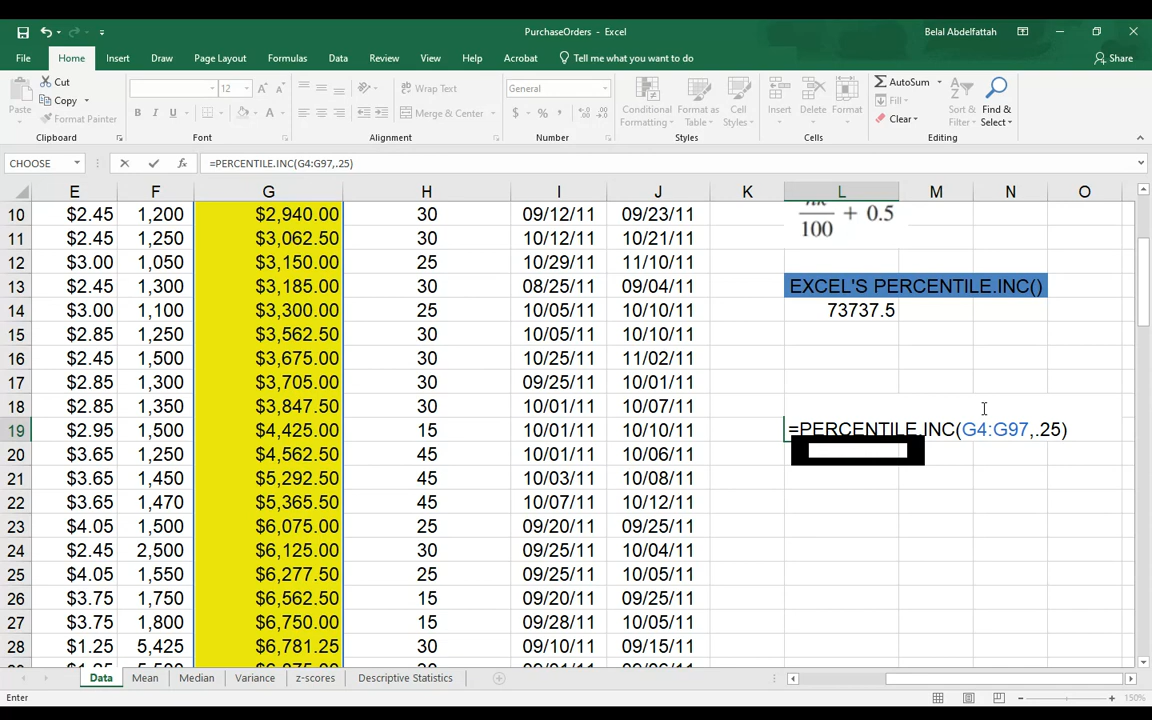 PurchaseOrders - Excel
Belal Abdelfattah
File Home Insert Draw Page Layout Formulas Data Review View Help Acrobat Tell me what you want to do Share
Paste
Cut
Copy
Format Painter
Clipboard
12
B I U
A A
Font
Wrap Text
Merge & Center
Alignment
General
$ % ,
Number
Conditional Formatting
Format as Table
Cell Styles
Styles
Insert
Delete
Format
Cells
AutoSum
Fill
Clear
Sort & Filter
Find & Select
Editing
CHOOSE fx =PERCENTILE.INC(G4:G97,.25)
E F G H I J K L M N O
10 $2.45 1,200 $2,940.00 30 09/12/11 09/23/11
100 + 0.5
11 $2.45 1,250 $3,062.50 30 10/12/11 10/21/11
12 $3.00 1,050 $3,150.00 25 10/29/11 11/10/11
13 $2.45 1,300 $3,185.00 30 08/25/11 09/04/11 EXCEL'S PERCENTILE.INC()
14 $3.00 1,100 $3,300.00 25 10/05/11 10/10/11 73737.5
15 $2.85 1,250 $3,562.50 30 10/05/11 10/10/11
16 $2.45 1,500 $3,675.00 30 10/25/11 11/02/11
17 $2.85 1,300 $3,705.00 30 09/25/11 10/01/11
18 $2.85 1,350 $3,847.50 30 10/01/11 10/07/11
19 $2.95 1,500 $4,425.00 15 10/01/11 10/10/11 =PERCENTILE.INC(G4:G97,.25)
20 $3.65 1,250 $4,562.50 45 10/01/11 10/06/11
21 $3.65 1,450 $5,292.50 45 10/03/11 10/08/11
22 $3.65 1,470 $5,365.50 45 10/07/11 10/12/11
23 $4.05 1,500 $6,075.00 25 09/20/11 09/25/11
24 $2.45 2,500 $6,125.00 30 09/25/11 10/04/11
25 $4.05 1,550 $6,277.50 25 09/25/11 10/05/11
26 $3.75 1,750 $6,562.50 15 09/20/11 09/25/11
27 $3.75 1,800 $6,750.00 15 09/28/11 10/05/11
28 $1.25 5,425 $6,781.25 30 09/10/11 09/15/11
Data Mean Median Variance z-scores Descriptive Statistics
Enter 150%